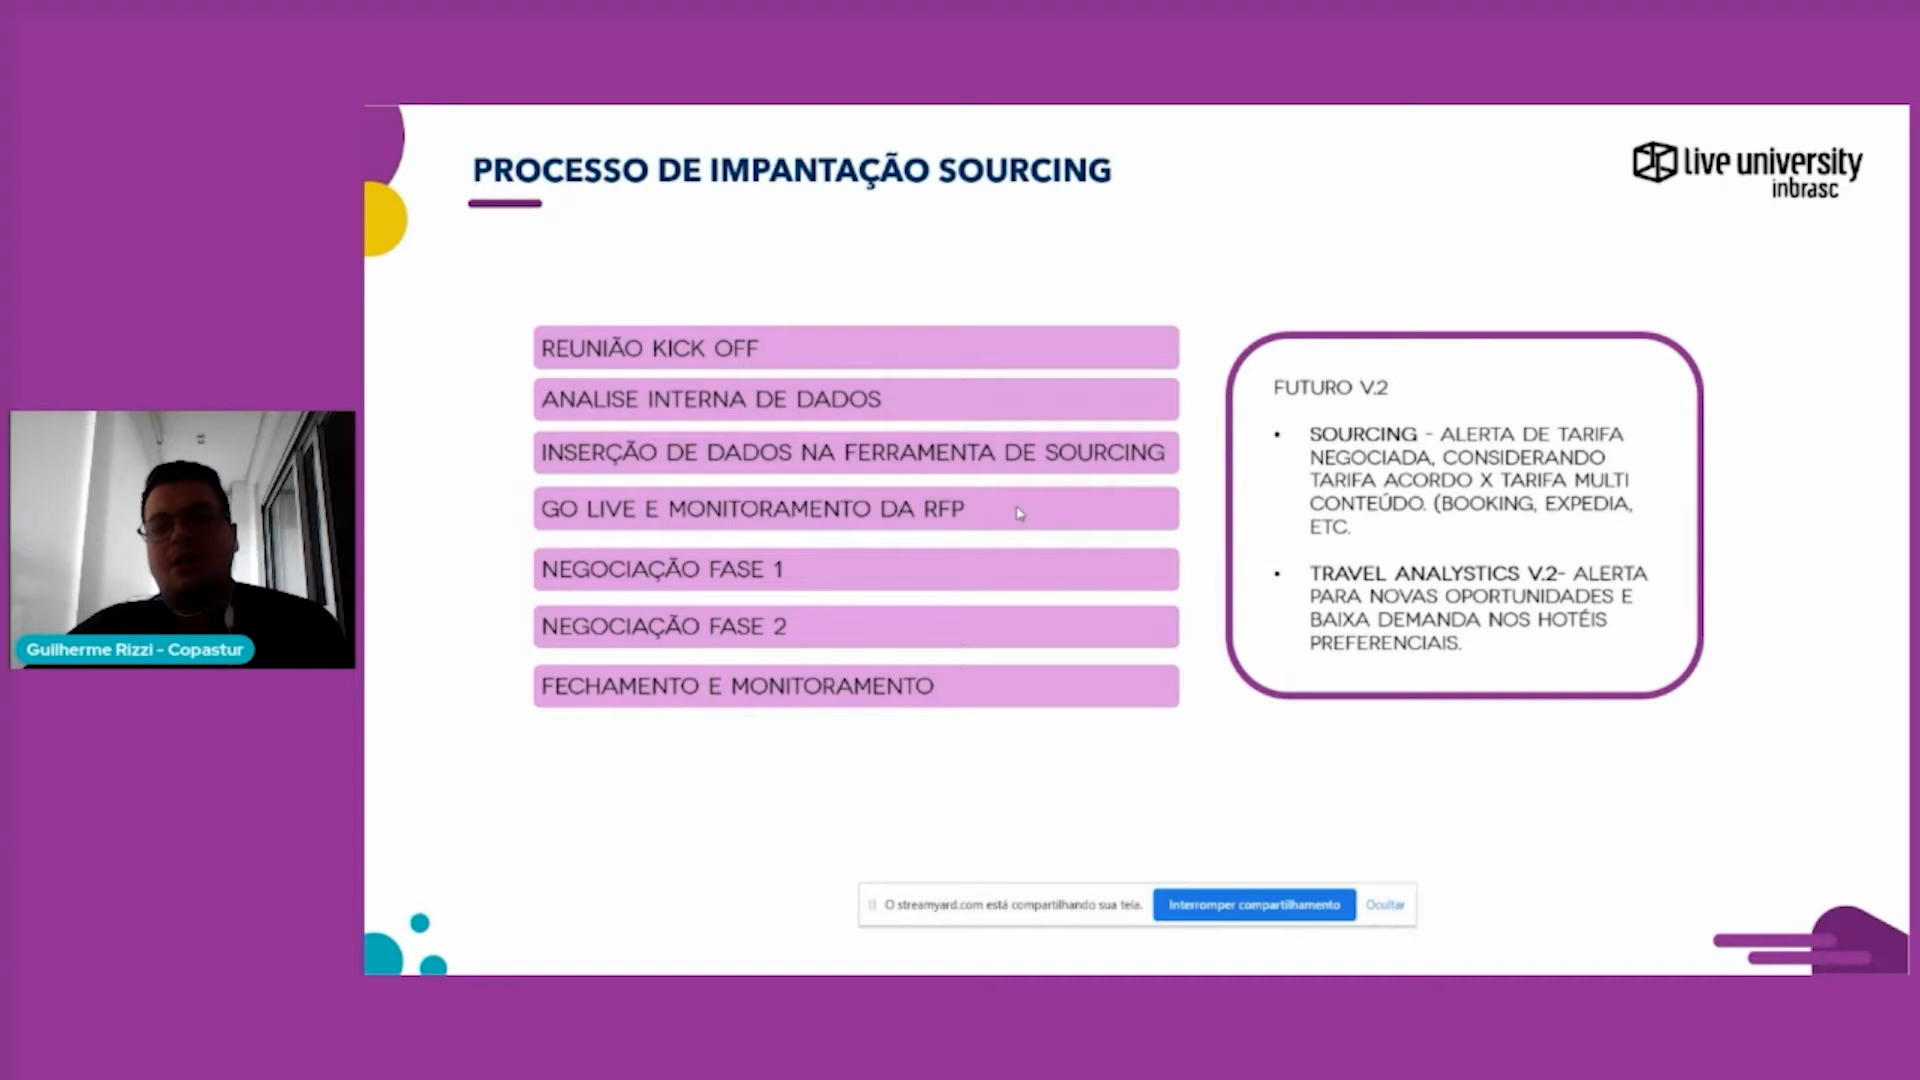 PROCESSO DE IMPANTAÇÃO SOURCING
live university
inbrasc
REUNIÃO KICK OFF
ANALISE INTERNA DE DADOS
INSERÇÃO DE DADOS NA FERRAMENTA DE SOURCING
GO LIVE E MONITORAMENTO DA RFP
NEGOCIAÇÃO FASE 1
NEGOCIAÇÃO FASE 2
FECHAMENTO E MONITORAMENTO
FUTURO V.2
• SOURCING - ALERTA DE TARIFA
NEGOCIADA, CONSIDERANDO
TARIFA ACORDO X TARIFA MULTI
CONTEÚDO. (BOOKING, EXPEDIA,
ETC.
• TRAVEL ANALYSTICS V.2- ALERTA
PARA NOVAS OPORTUNIDADES E
BAIXA DEMANDA NOS HOTÉIS
PREFERENCIAIS.
Guilherme Rizzi - Copastur
O streamyard.com está compartilhando sua tela.
Interromper compartilhamento
Ocultar